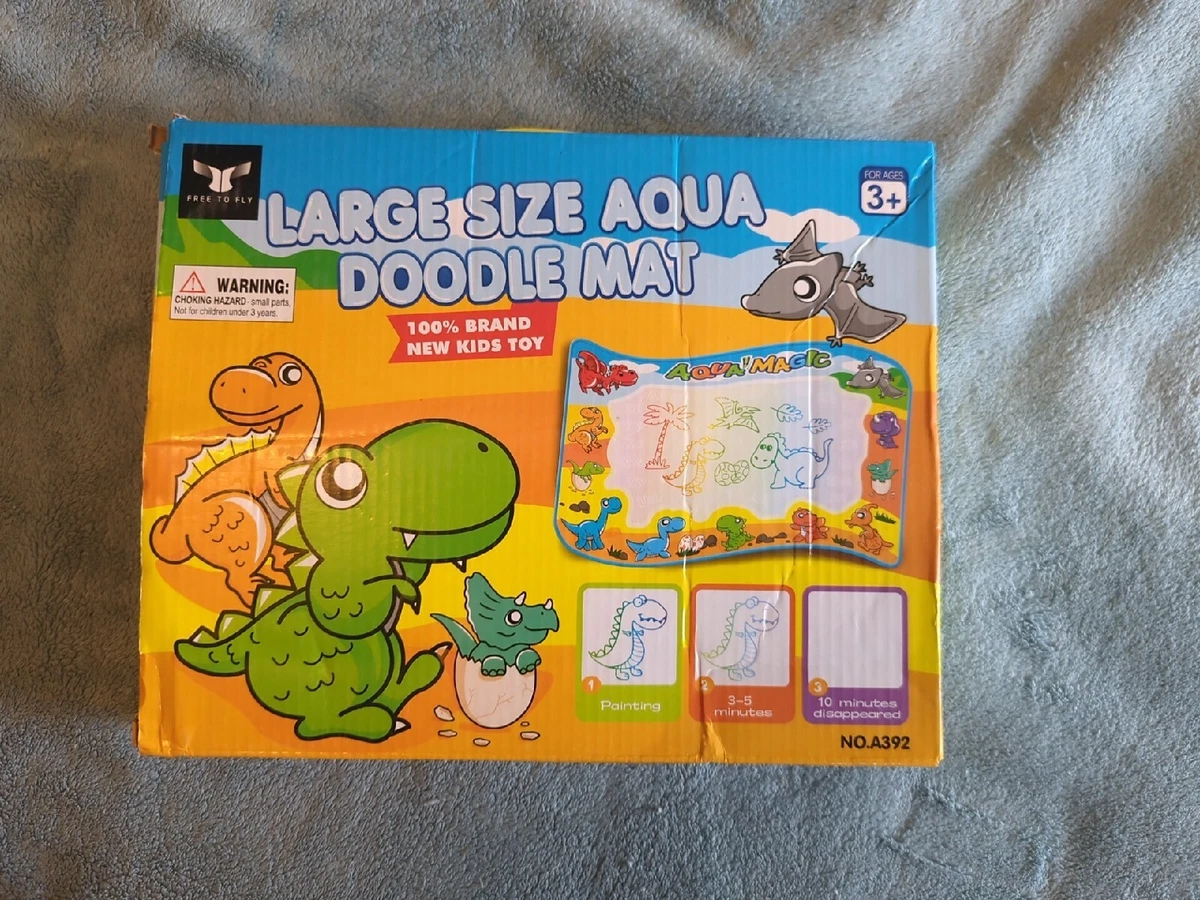 FREE TO FLY
LARGE SIZE AQUA
DOODLE MAT
FOR AGES
3+
WARNING:
CHOKING HAZARD- small parts,
Not for children under 3 years.
100% BRAND
NEW KIDS TOY
AQUA"MAGIC
1
Painting
2
3-5
minutes
3
10 minutes
disappeared
NO.A392